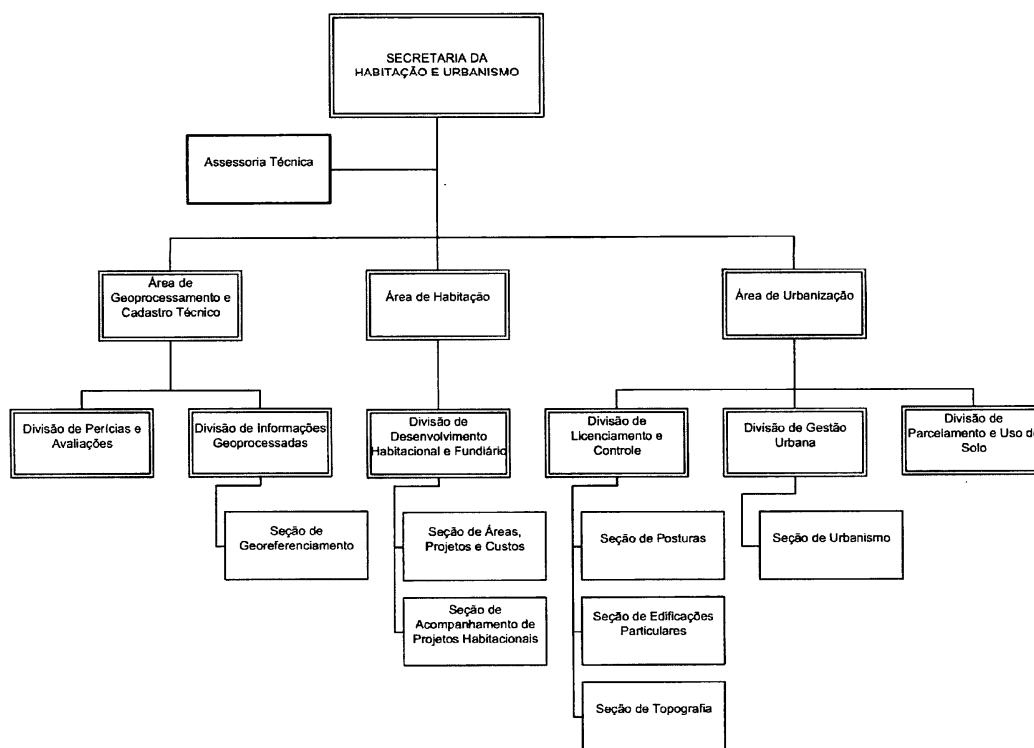 SECRETARIA DA
HABITAÇÃO E URBANISMO
Assessoria Técnica
Área de
Geoprocessamento e
Cadastro Técnico
Área de Habitação
Área de Urbanização
Divisão de Perícias e
Avaliações
Divisão de Informações
Geoprocessadas
Divisão de
Desenvolvimento
Habitacional e Fundiário
Divisão de
Licenciamento e
Controle
Divisão de Gestão
Urbana
Divisão de
Parcelamento e Uso do
Solo
Seção de
Georeferenciamento
Seção de Áreas,
Projetos e Custos
Seção de Posturas
Seção de Urbanismo
Seção de
Acompanhamento de
Projetos Habitacionais
Seção de Edificações
Particulares
Seção de Topografia